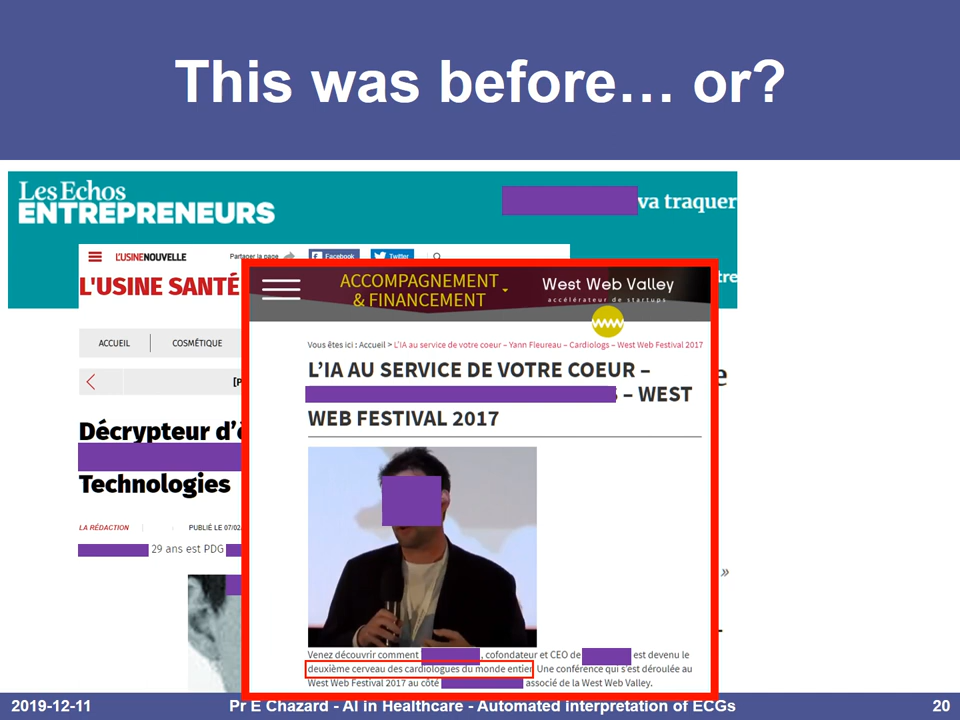 This was before… or?
Les Echos
ENTREPRENEURS
va traquer
L'USINENOUVELLE
Partager la page
Facebook
Twitter
L'USINE SANTÉ
ACCUEIL
COSMÉTIQUE
Décrypteur d'
Technologies
LA RÉDACTION
PUBLIÉ LE 07/02
29 ans est PDG
»
ACCOMPAGNEMENT
& FINANCEMENT
West Web Valley
accélérateur de startups
Vous êtes ici : Accueil > L'IA au service de votre coeur – Yann Fleureau – Cardiologs – West Web Festival 2017
L'IA AU SERVICE DE VOTRE COEUR –
– WEST
WEB FESTIVAL 2017
Venez découvrir comment , cofondateur et CEO de est devenu le
deuxième cerveau des cardiologues du monde entier. Une conférence qui s'est déroulée au
West Web Festival 2017 au côté associé de la West Web Valley.
2019-12-11
Pr E Chazard - AI in Healthcare - Automated interpretation of ECGs
20